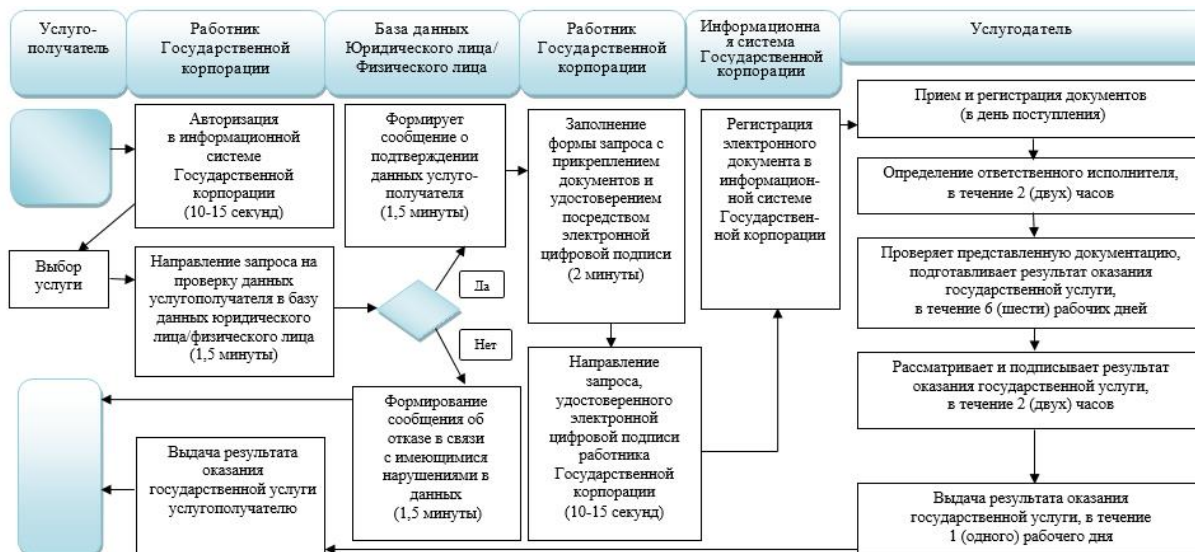 Услуго-
получатель
Работник
Государственной
корпорации
База данных
Юридического лица/
Физического лица
Работник
Государственной
корпорации
Информационна
я система
Государственной
корпорации
Услугодатель
Авторизация
в информационной
системе
Государственной
корпорации
(10-15 секунд)
Выбор
услуги
Направление запроса на
проверку данных
услугополучателя в базу
данных юридического
лица/физического лица
(1,5 минуты)
Формирует
сообщение о
подтверждении
данных услуго-
получателя
(1,5 минуты)
Да
Нет
Формирование
сообщения об
отказе в связи
с имеющимися
нарушениями в
данных
(1,5 минуты)
Заполнение
формы запроса с
прикреплением
документов и
удостоверением
посредством
электронной
цифровой подписи
(2 минуты)
Направление
запроса,
удостоверенного
электронной
цифровой подписи
работника
Государственной
корпорации
(10-15 секунд)
Регистрация
электронного
документа в
информацион-
ной системе
Государствен-
ной корпорации
Прием и регистрация документов
(в день поступления)
Определение ответственного исполнителя,
в течение 2 (двух) часов
Проверяет представленную документацию,
подготавливает результат оказания
государственной услуги,
в течение 6 (шести) рабочих дней
Рассматривает и подписывает результат
оказания государственной услуги,
в течение 2 (двух) часов
Выдача результата оказания
государственной услуги, в течение
1 (одного) рабочего дня
Выдача результата
оказания
государственной услуги
услугополучателю